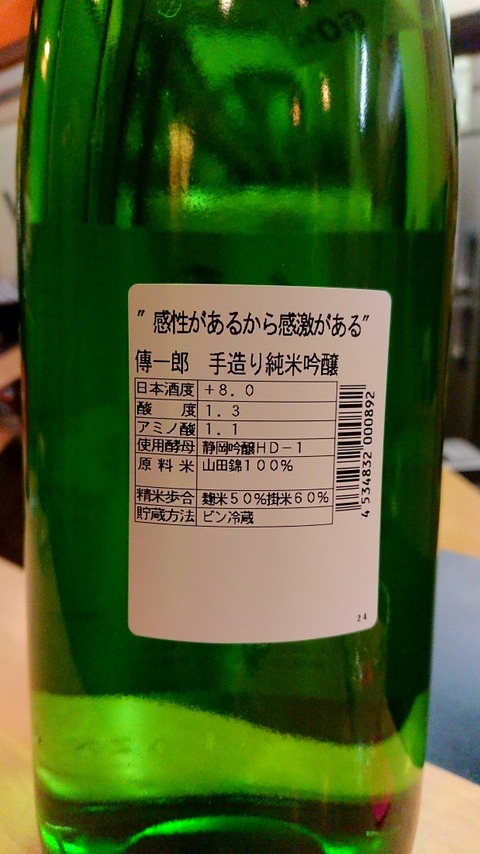 ”感性があるから感激がある”
傳一郎　手造り純米吟醸
日本酒度 ＋８．０
酸　度 １．３
アミノ酸 １．１
使用酵母 静岡吟醸ＨＤ－１
原料米 山田錦１００％
精米歩合 麹米５０％掛米６０％
貯蔵方法 ビン冷蔵
4 534832 000892
24